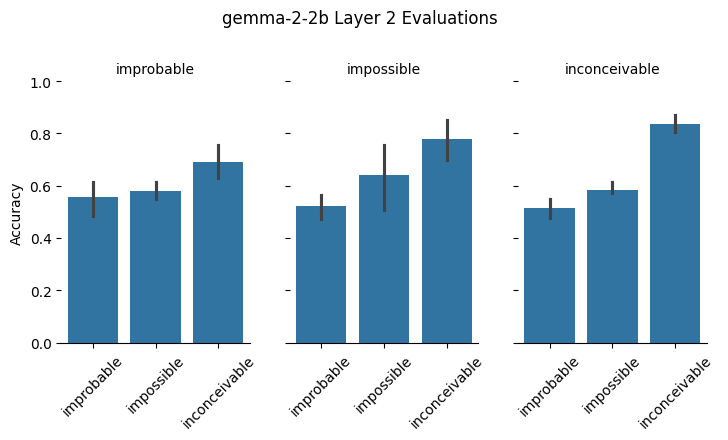 gemma-2-2b Layer 2 Evaluations
improbable
impossible
inconceivable
1.0
0.8
0.6
0.4
0.2
0.0
Accuracy
improbable
impossible
inconceivable
improbable
impossible
inconceivable
improbable
impossible
inconceivable